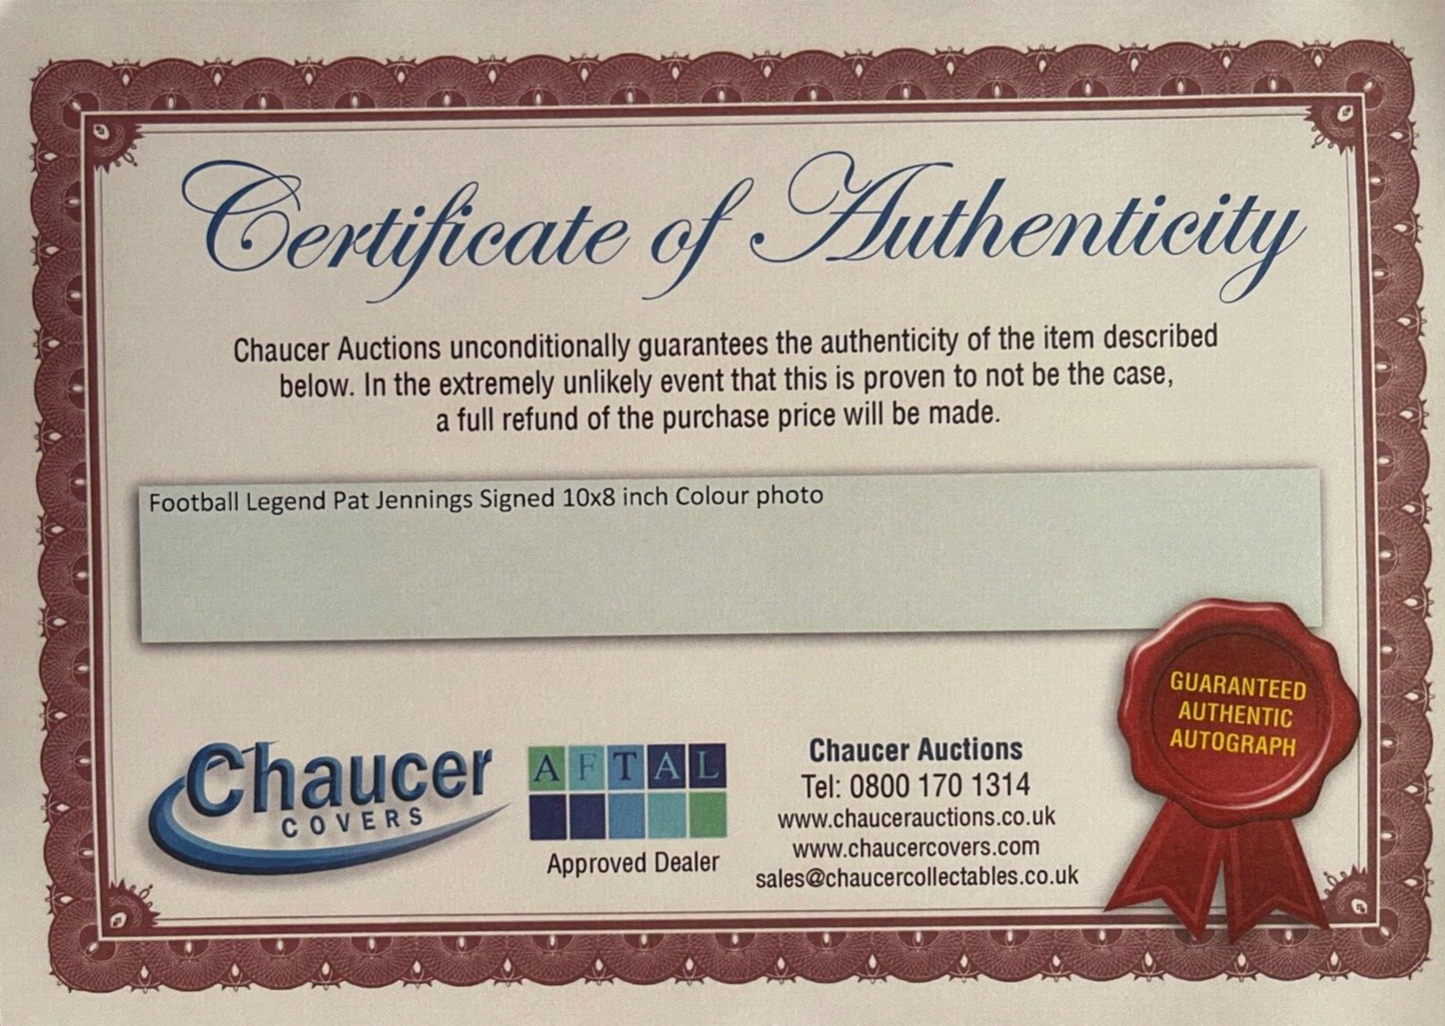 Certificate of Authenticity
Chaucer Auctions unconditionally guarantees the authenticity of the item described
below. In the extremely unlikely event that this is proven to not be the case,
a full refund of the purchase price will be made.
Football Legend Pat Jennings Signed 10x8 inch Colour photo
GUARANTEED
AUTHENTIC
AUTOGRAPH
Chaucer
COVERS
AFTAL
Approved Dealer
Chaucer Auctions
Tel: 0800 170 1314
www.chaucerauctions.co.uk
www.chaucercovers.com
sales@chaucercollectables.co.uk